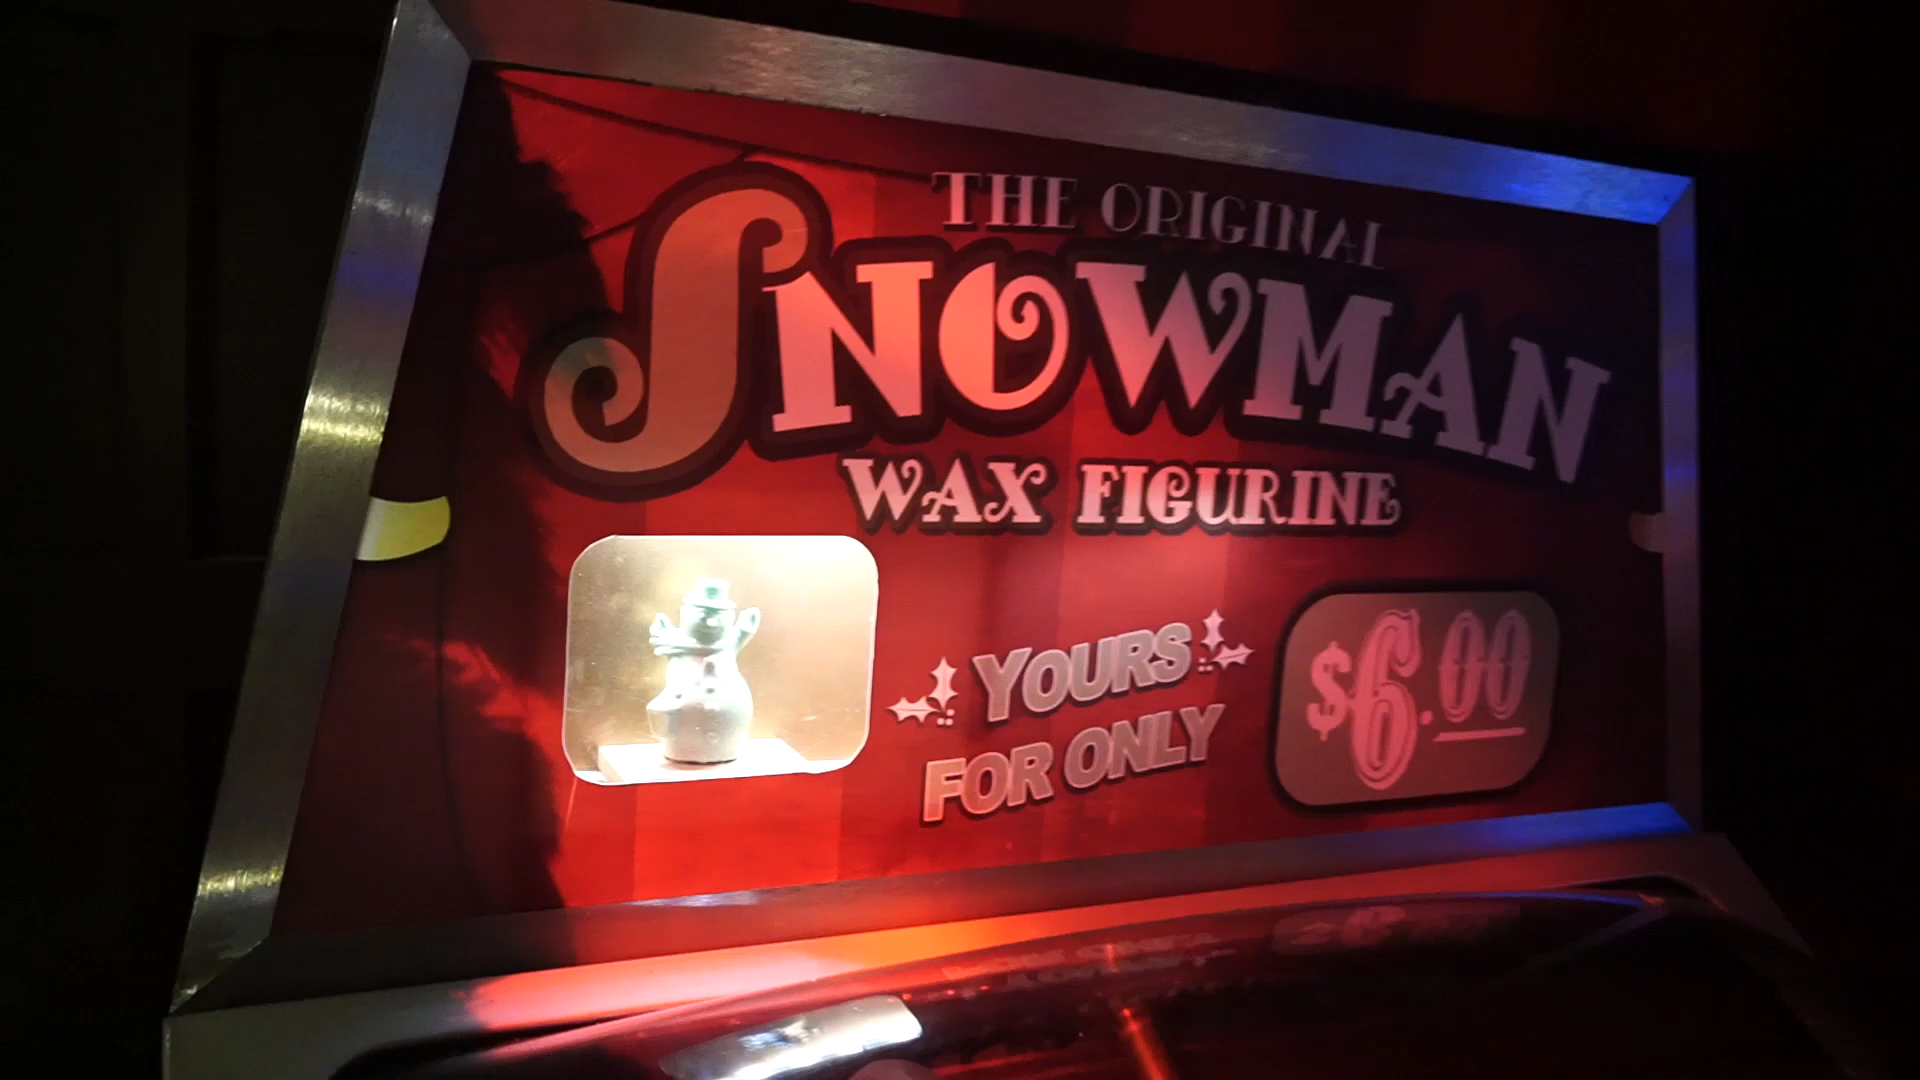 THE ORIGINAL
SNOWMAN
WAX FIGURINE
YOURS
FOR ONLY
$6.00